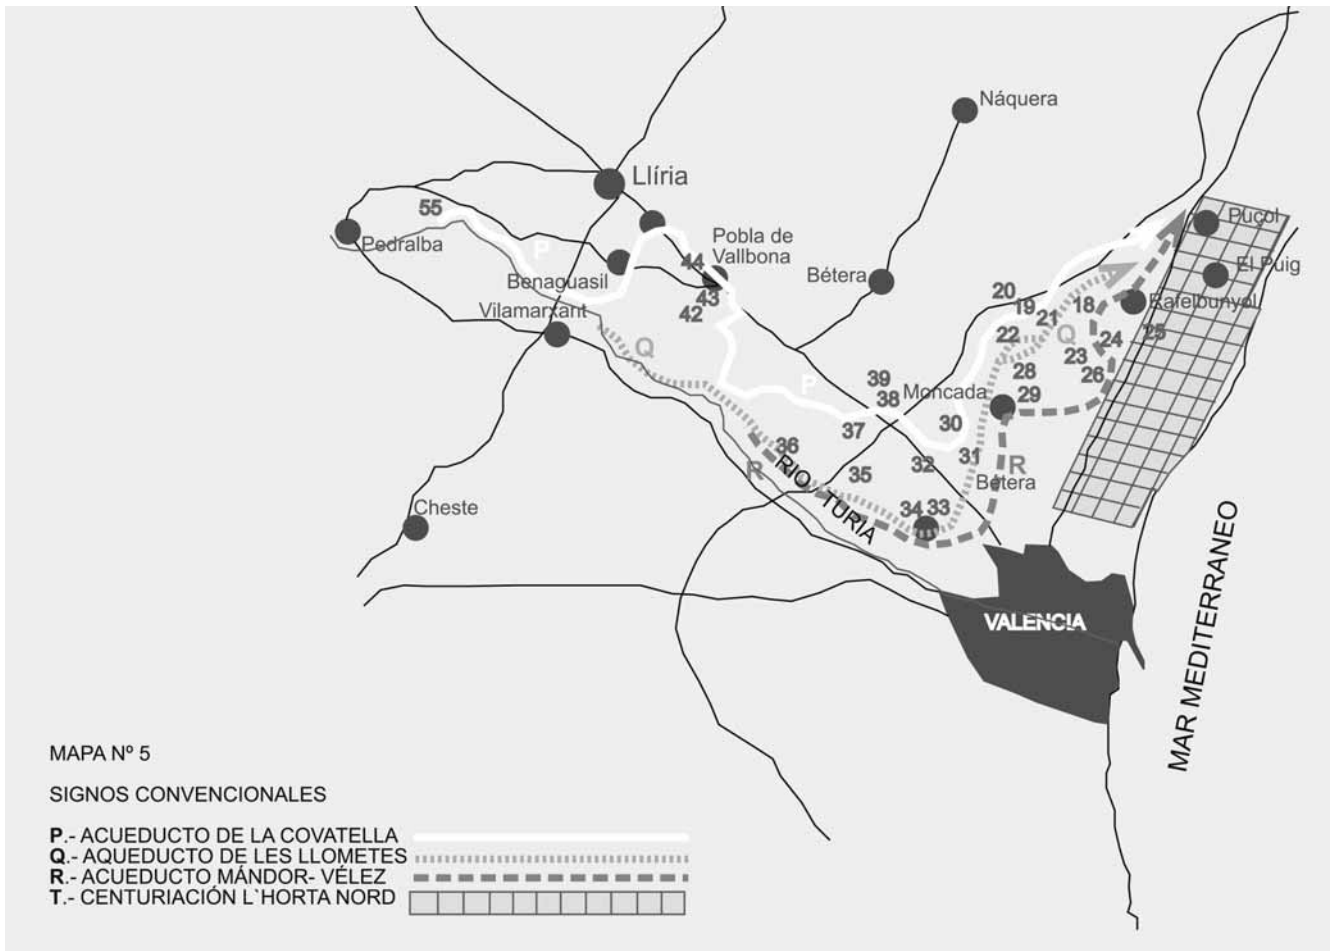 Náquera
Llíria
55
Puçol
Pedralba
P
Pobla de
Vallbona
44
Benaguasil
Bétera
El Puig
43
42
Vilamarxant
20
19
18
Rafelbunyol
21
22
Q
24
25
Q
23
28
26
39
38
Moncada
P
29
37
30
36
31
32
R
RIO TURIA
35
R
Bétera
Cheste
34
33
VALENCIA
MAR MEDITERRANEO
MAPA Nº 5
SIGNOS CONVENCIONALES
P.- ACUEDUCTO DE LA COVATELLA
Q.- AQUEDUCTO DE LES LLOMETES
R.- ACUEDUCTO MÁNDOR- VÉLEZ
T.- CENTURIACIÓN L`HORTA NORD